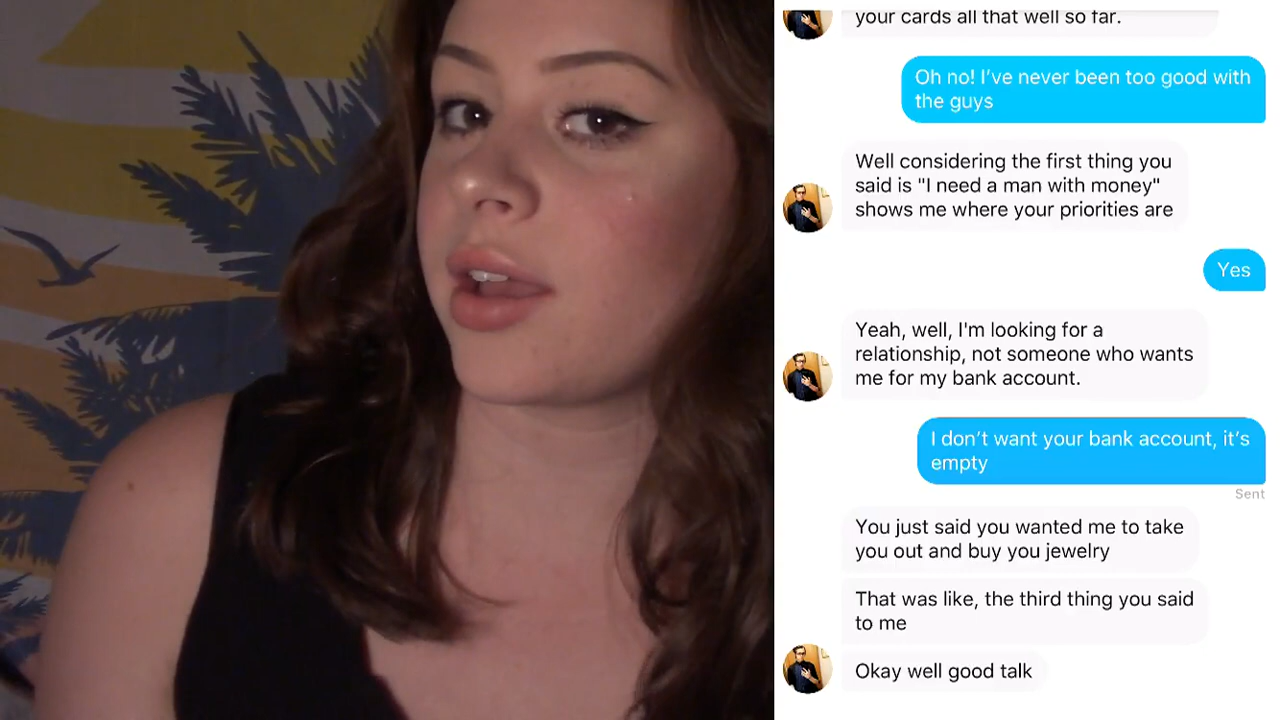 your cards all that well so far.
Oh no! I’ve never been too good with
the guys
Well considering the first thing you
said is "I need a man with money"
shows me where your priorities are
Yes
Yeah, well, I'm looking for a
relationship, not someone who wants
me for my bank account.
I don’t want your bank account, it’s
empty
Sent
You just said you wanted me to take
you out and buy you jewelry
That was like, the third thing you said
to me
Okay well good talk